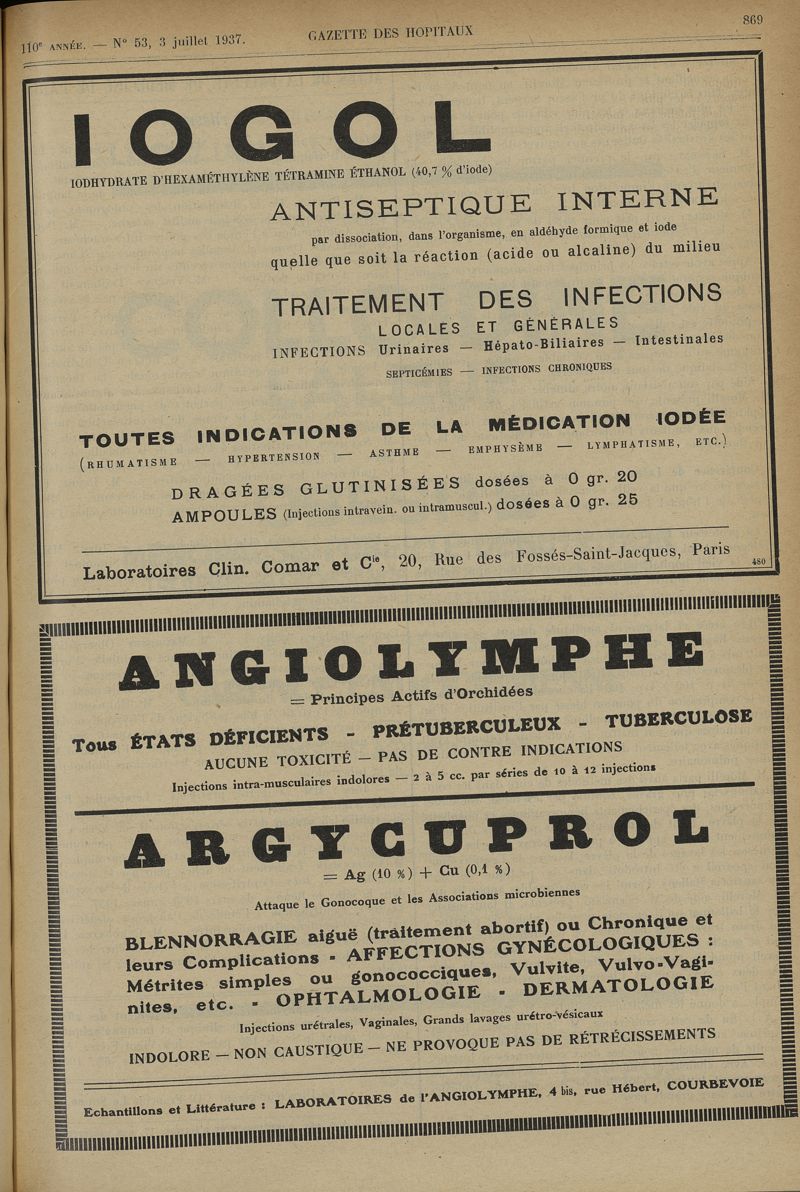 110e ANNÉE. — N° 53, 3 juillet 1937.
GAZETTE DES HOPITAUX
869
IOGOL
IODHYDRATE D'HEXAMÉTHYLÈNE TÉTRAMINE ÉTHANOL (40,7 % d'iode)
ANTISEPTIQUE INTERNE
par dissociation, dans l'organisme, en aldéhyde formique et iode
quelle que soit la réaction (acide ou alcaline) du milieu
TRAITEMENT DES INFECTIONS
LOCALES ET GÉNÉRALES
INFECTIONS Urinaires — Hépato-Biliaires — Intestinales
SEPTICÉMIES — INFECTIONS CHRONIQUES
TOUTES INDICATIONS DE LA MÉDICATION IODÉE
(RHUMATISME — HYPERTENSION — ASTHME — EMPHYSÈME — LYMPHATISME, ETC.)
DRAGÉES GLUTINISÉES dosées à 0 gr. 20
AMPOULES (Injections intravein. ou intramuscul.) dosées à 0 gr. 25
Laboratoires Clin. Comar et Cie, 20, Rue des Fossés-Saint-Jacques, Paris
480
ANGIOLYMPHE
= Principes Actifs d'Orchidées
Tous ÉTATS DÉFICIENTS - PRÉTUBERCULEUX - TUBERCULOSE
AUCUNE TOXICITÉ — PAS DE CONTRE INDICATIONS
Injections intra-musculaires indolores — 2 à 5 cc. par séries de 10 à 12 injections
ARGYCUPROL
= Ag (10 %) + Cu (0,1 %)
Attaque le Gonocoque et les Associations microbiennes
BLENNORRAGIE aiguë (traitement abortif) ou Chronique et
leurs Complications - AFFECTIONS GYNÉCOLOGIQUES :
Métrites simples ou gonococciques, Vulvite, Vulvo-Vagi-
nites, etc. - OPHTALMOLOGIE - DERMATOLOGIE
Injections urétrales, Vaginales, Grands lavages urétro-vésicaux
INDOLORE — NON CAUSTIQUE — NE PROVOQUE PAS DE RÉTRÉCISSEMENTS
Echantillons et Littérature : LABORATOIRES de l'ANGIOLYMPHE, 4 bis, rue Hébert, COURBEVOIE